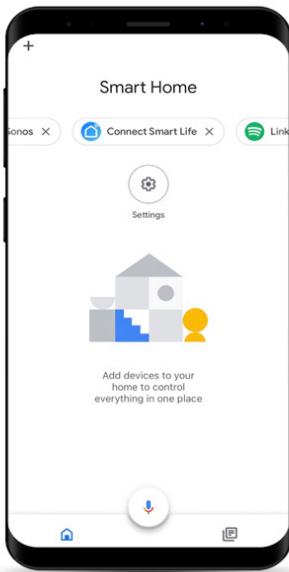 +
Smart Home
Sonos ×
Connect Smart Life ×
Link
Settings
Add devices to your
home to control
everything in one place